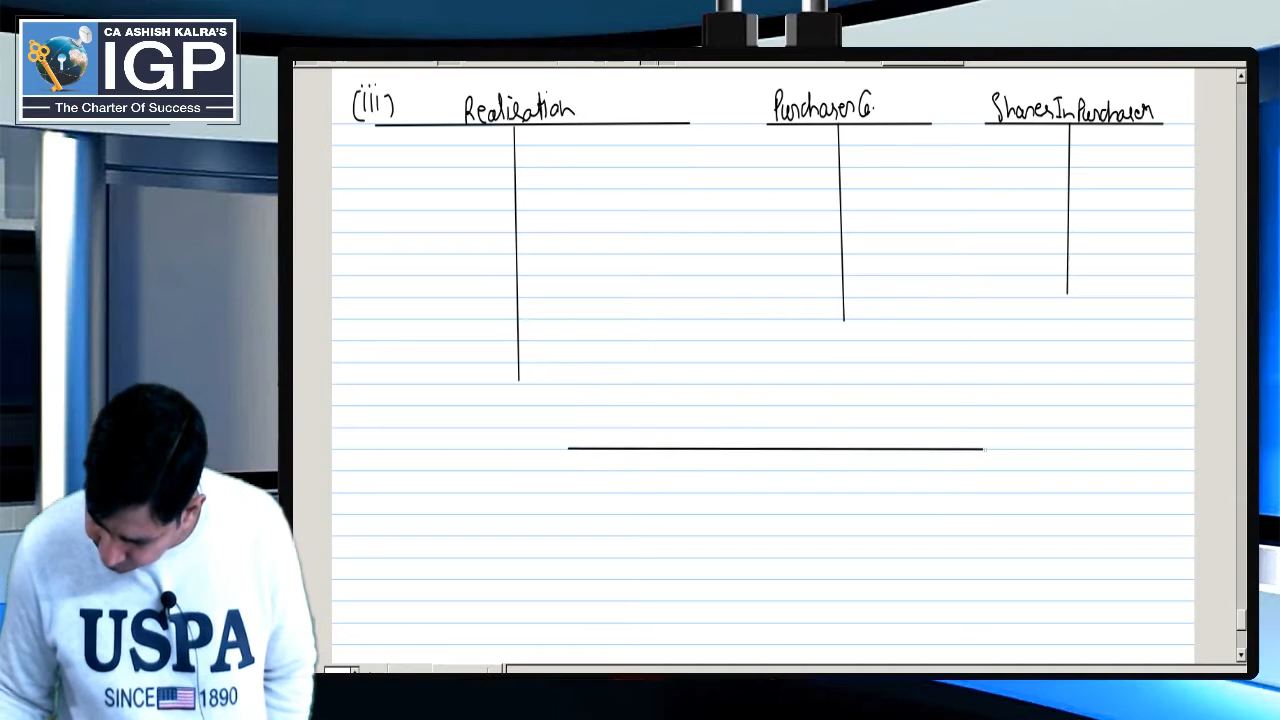 CA ASHISH KALRA'S
IGP
The Charter Of Success
(iii) Realisation Purchaser Co. Shares In Purchaser
USPA
SINCE 1890